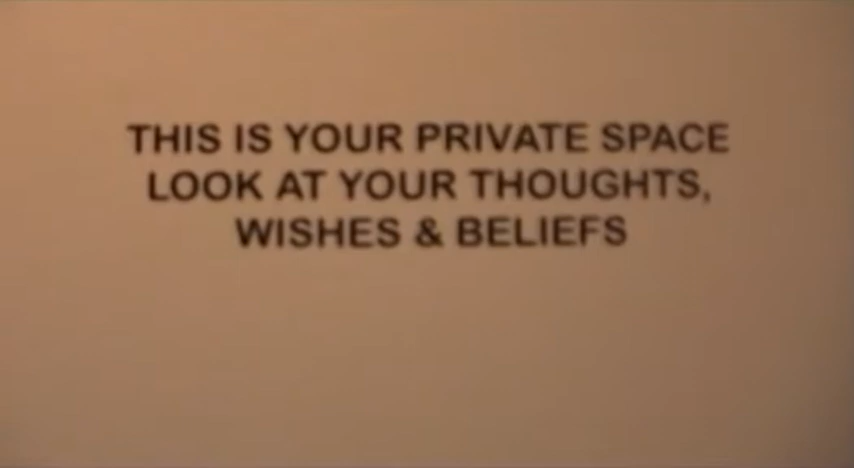 THIS IS YOUR PRIVATE SPACE
LOOK AT YOUR THOUGHTS,
WISHES & BELIEFS